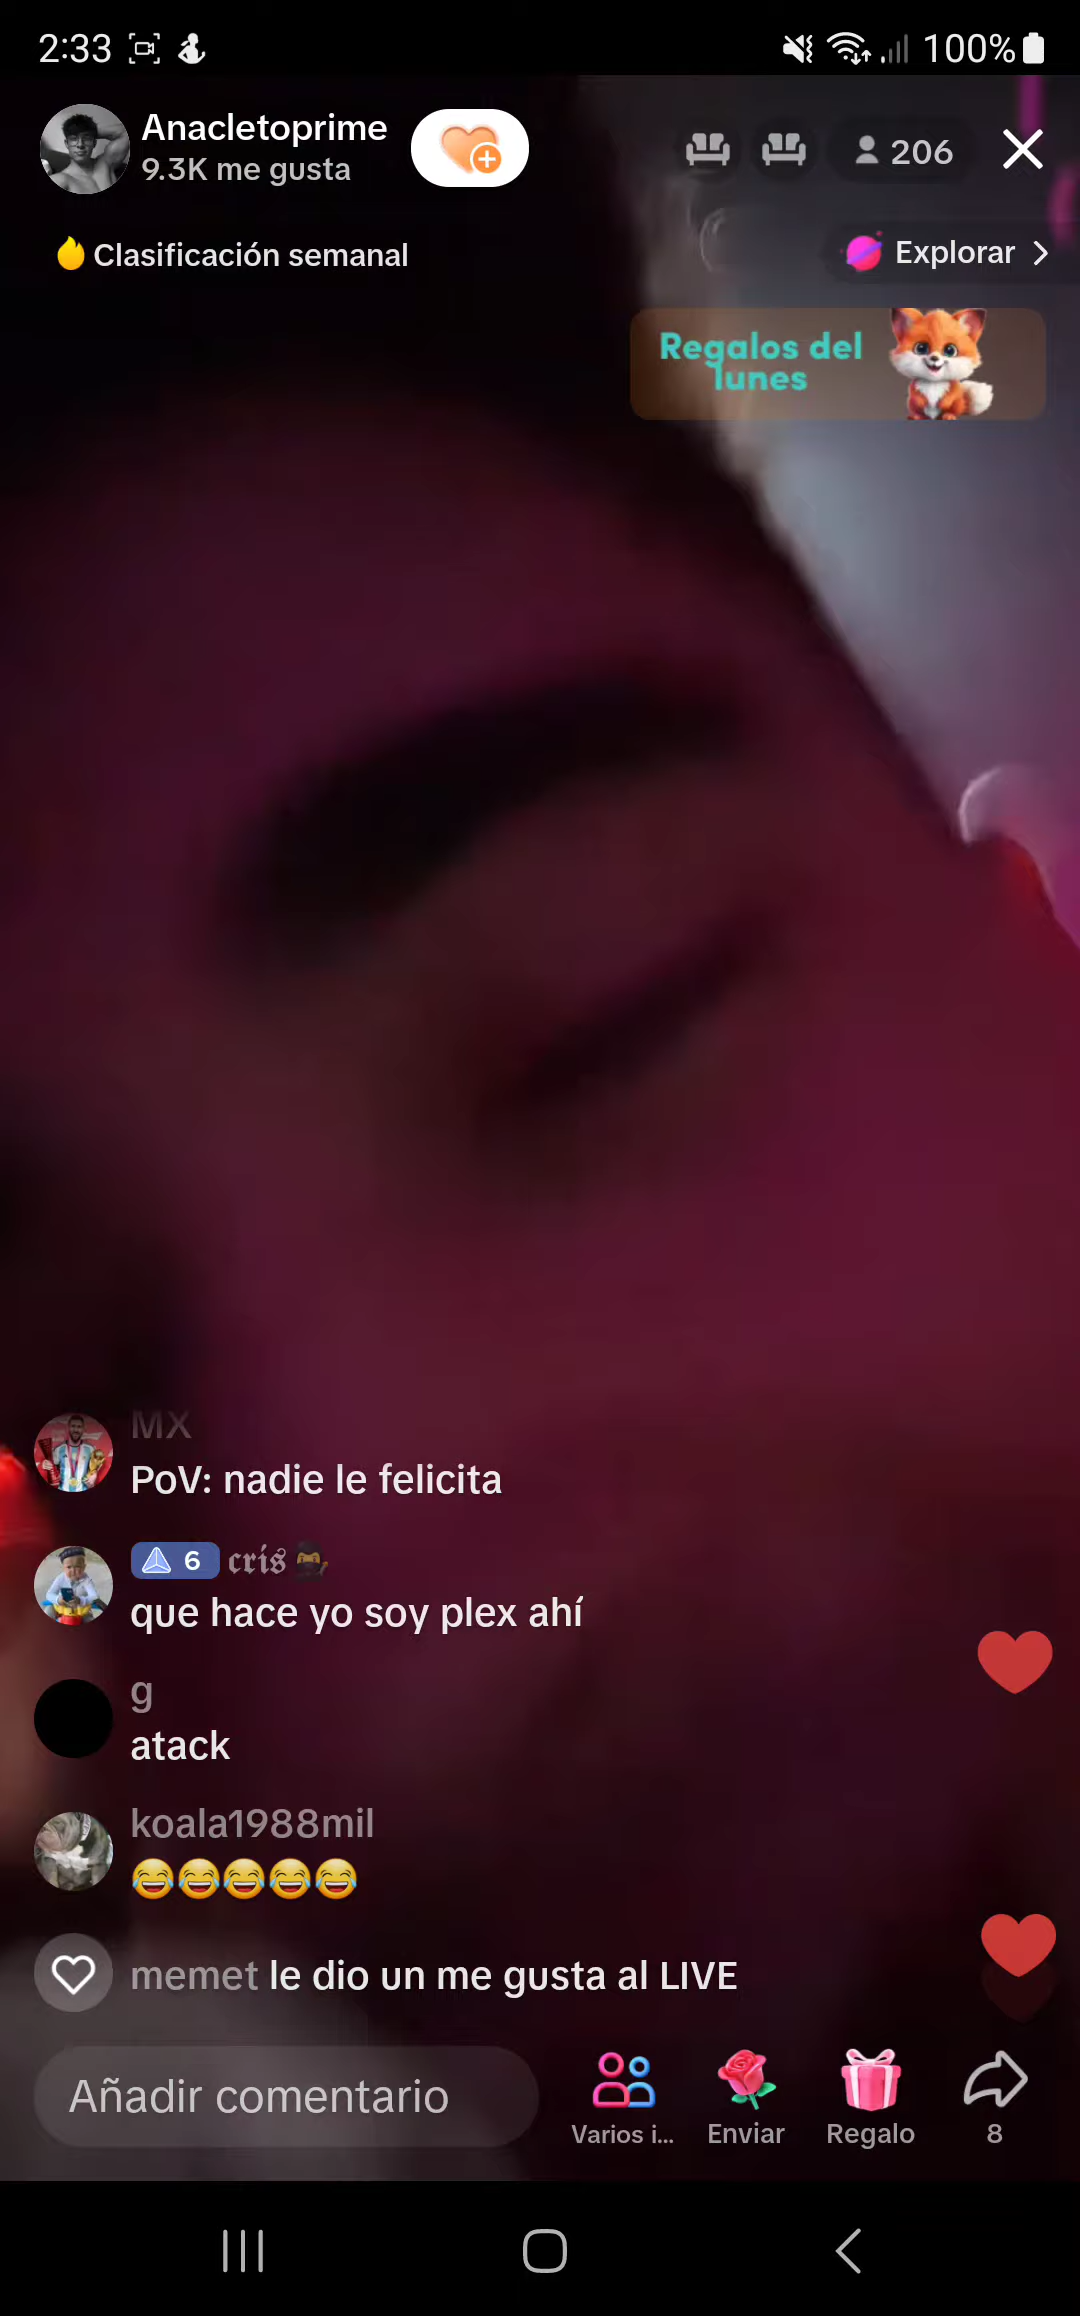 2:33
100%
Anacletoprime
9.3K me gusta
206
Clasificación semanal
Explorar
Regalos del
lunes
MX
PoV: nadie le felicita
6 𝔠𝔯𝔦𝔰🥷
que hace yo soy plex ahí
g
atack
koala1988mil
😂😂😂😂😂
memet le dio un me gusta al LIVE
Añadir comentario
Varios i...
Enviar
Regalo
8